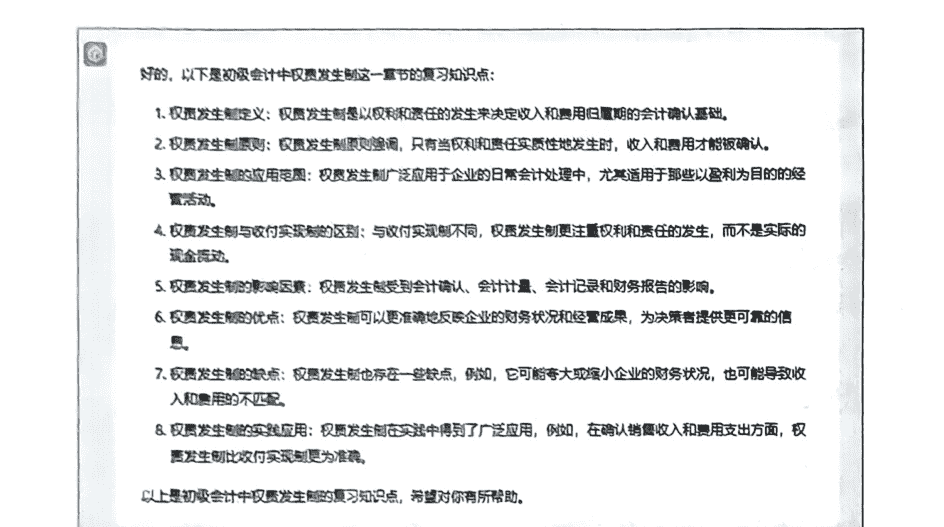 好的，以下是初级会计中权责发生制这一章节的复习知识点：
1. 权责发生制定义：权责发生制是以权利和责任的发生来决定收入和费用归属期的会计确认基础。
2. 权责发生制原则：权责发生制原则强调，只有当权利和责任实质性地发生时，收入和费用才能被确认。
3. 权责发生制的应用范围：权责发生制广泛应用于企业的日常会计处理中，尤其适用于那些以盈利为目的的经
营活动。
4. 权责发生制与收付实现制的区别：与收付实现制不同，权责发生制更注重权利和责任的发生，而不是实际的
现金流动。
5. 权责发生制的影响因素：权责发生制受到会计确认、会计计量、会计记录和财务报告的影响。
6. 权责发生制的优点：权责发生制可以更准确地反映企业的财务状况和经营成果，为决策者提供更可靠的信
息。
7. 权责发生制的缺点：权责发生制也存在一些缺点，例如，它可能夸大或缩小企业的财务状况，也可能导致收
入和费用的不匹配。
8. 权责发生制的实践应用：权责发生制在实践中得到了广泛应用，例如，在确认销售收入和费用支出方面，权
责发生制比收付实现制更为准确。
以上是初级会计中权责发生制的复习知识点，希望对你有所帮助。